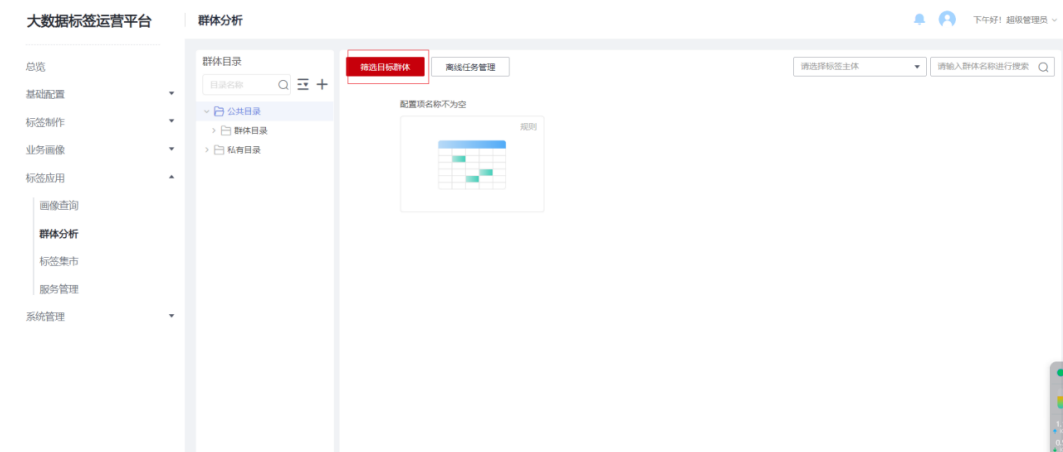 大数据标签运营平台
群体分析
下午好！超级管理员
总览
基础配置
标签制作
业务画像
标签应用
画像查询
群体分析
标签集市
服务管理
系统管理
群体目录
目录名称
公共目录
群体目录
私有目录
筛选目标群体
离线任务管理
请选择标签主体
请输入群体名称进行搜索
配置项名称不为空
规则